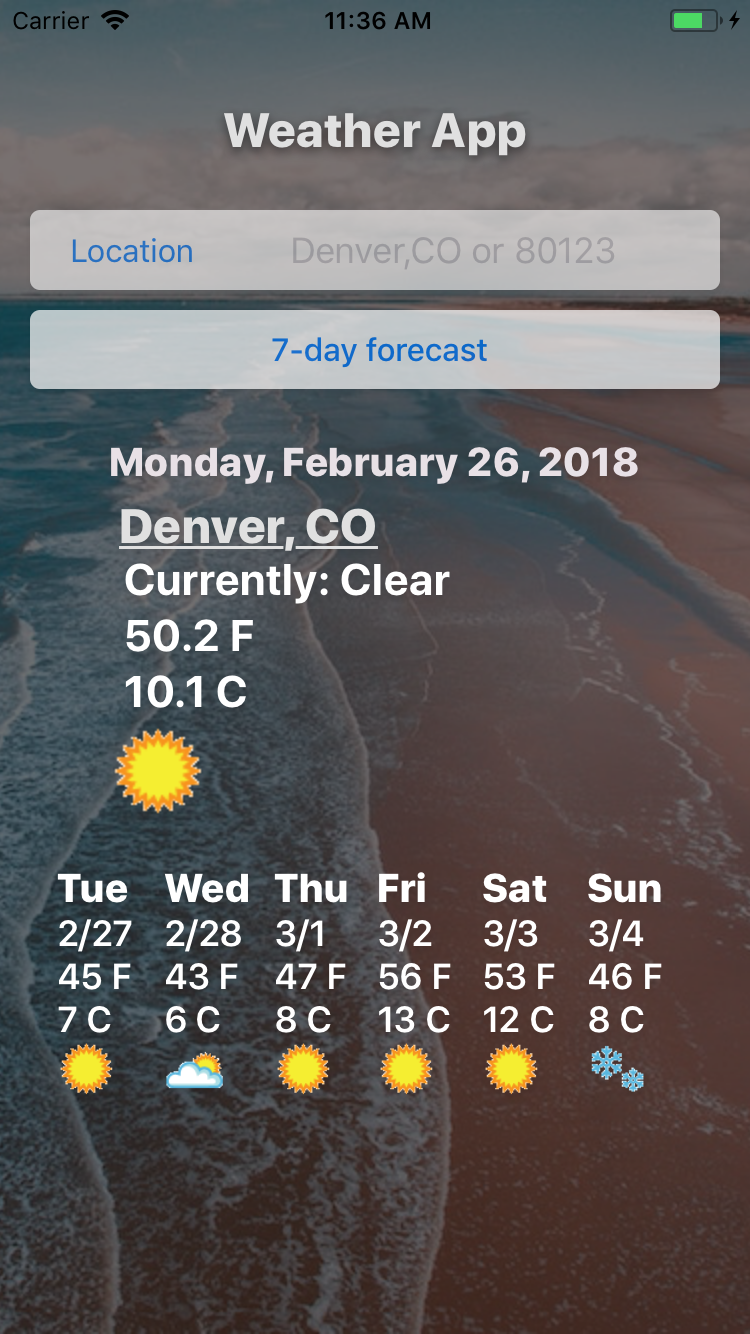 Carrier 11:36 AM
Weather App
Location Denver,CO or 80123
7-day forecast
Monday, February 26, 2018
Denver, CO
Currently: Clear
50.2 F
10.1 C
Tue Wed Thu Fri Sat Sun
2/27 2/28 3/1 3/2 3/3 3/4
45 F 43 F 47 F 56 F 53 F 46 F
7 C 6 C 8 C 13 C 12 C 8 C